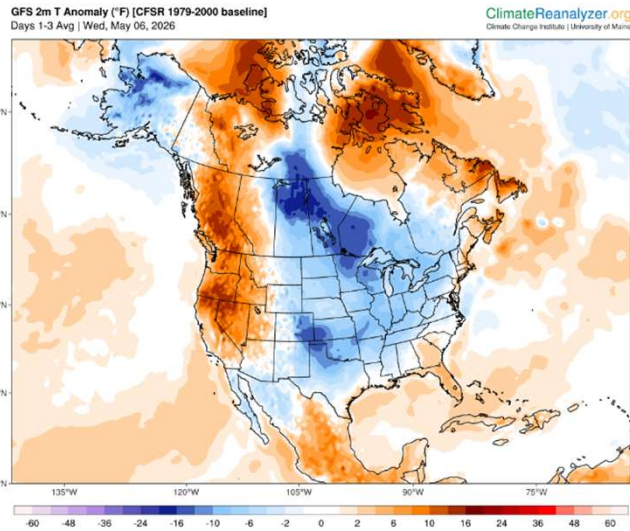 GFS 2m T Anomaly (°F) [CFSR 1979-2000 baseline]
ClimateReanalyzer.org
Days 1-3 Avg | Wed, May 06, 2026
Climate Change Institute | University of Maine
135°W 120°W 105°W 90°W 75°W
-60 -48 -36 -24 -16 -10 -6 -2 0 2 6 10 16 24 36 48 60